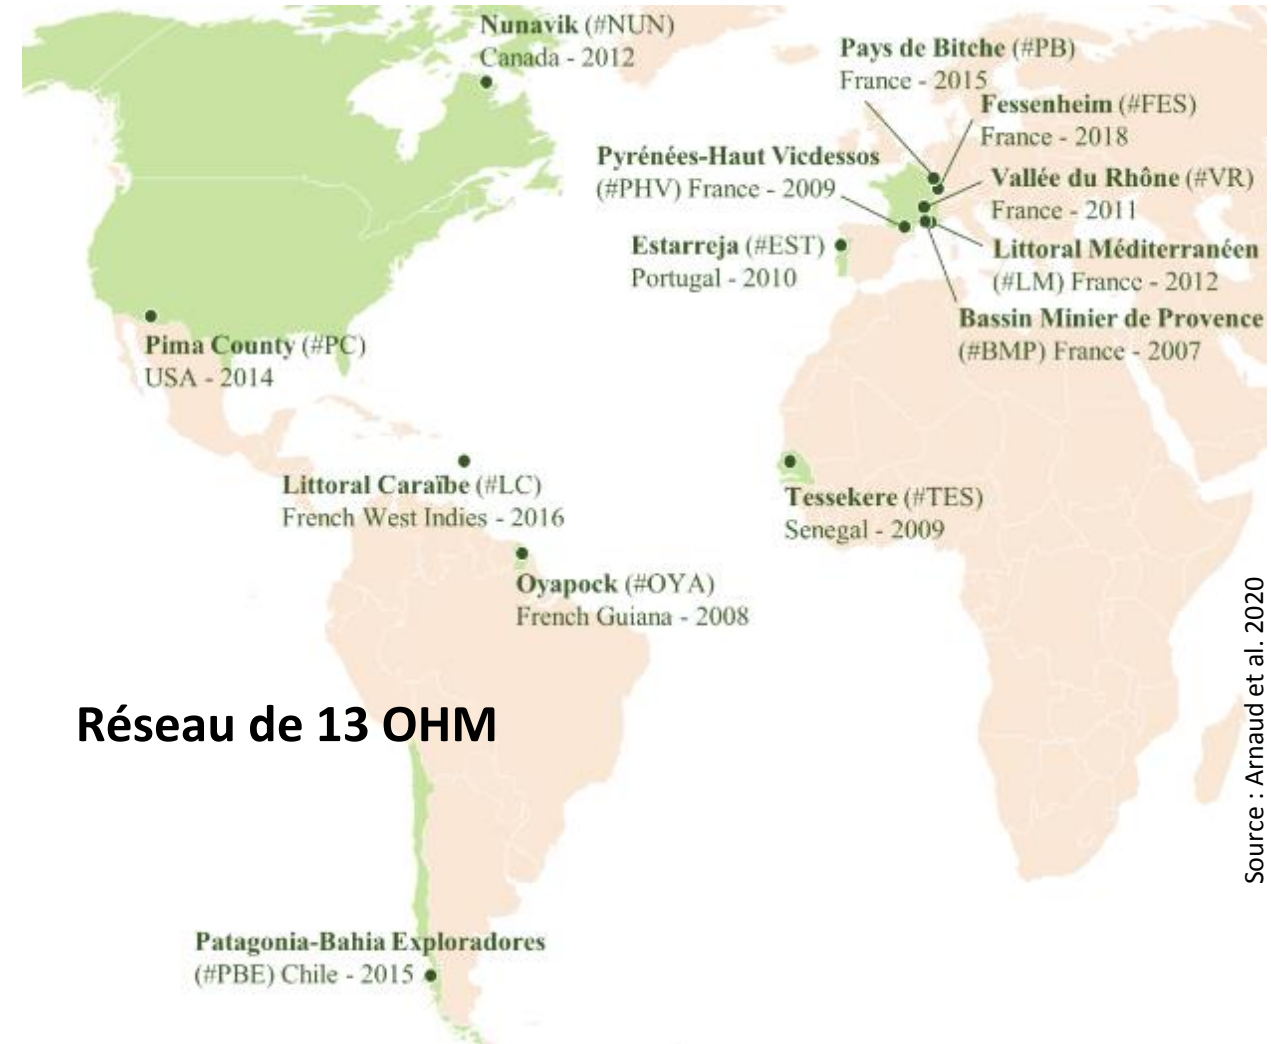 Nunavik (#NUN)
Canada - 2012
Pays de Bitche (#PB)
France - 2015
Fessenheim (#FES)
France - 2018
Pyrénées-Haut Vicdessos
(#PHV) France - 2009
Vallée du Rhône (#VR)
France - 2011
Estarreja (#EST)
Portugal - 2010
Littoral Méditerranéen
(#LM) France - 2012
Bassin Minier de Provence
(#BMP) France - 2007
Pima County (#PC)
USA - 2014
Littoral Caraïbe (#LC)
French West Indies - 2016
Tessekere (#TES)
Senegal - 2009
Oyapock (#OYA)
French Guiana - 2008
Réseau de 13 OHM
Patagonia-Bahia Exploradores
(#PBE) Chile - 2015
Source : Arnaud et al. 2020